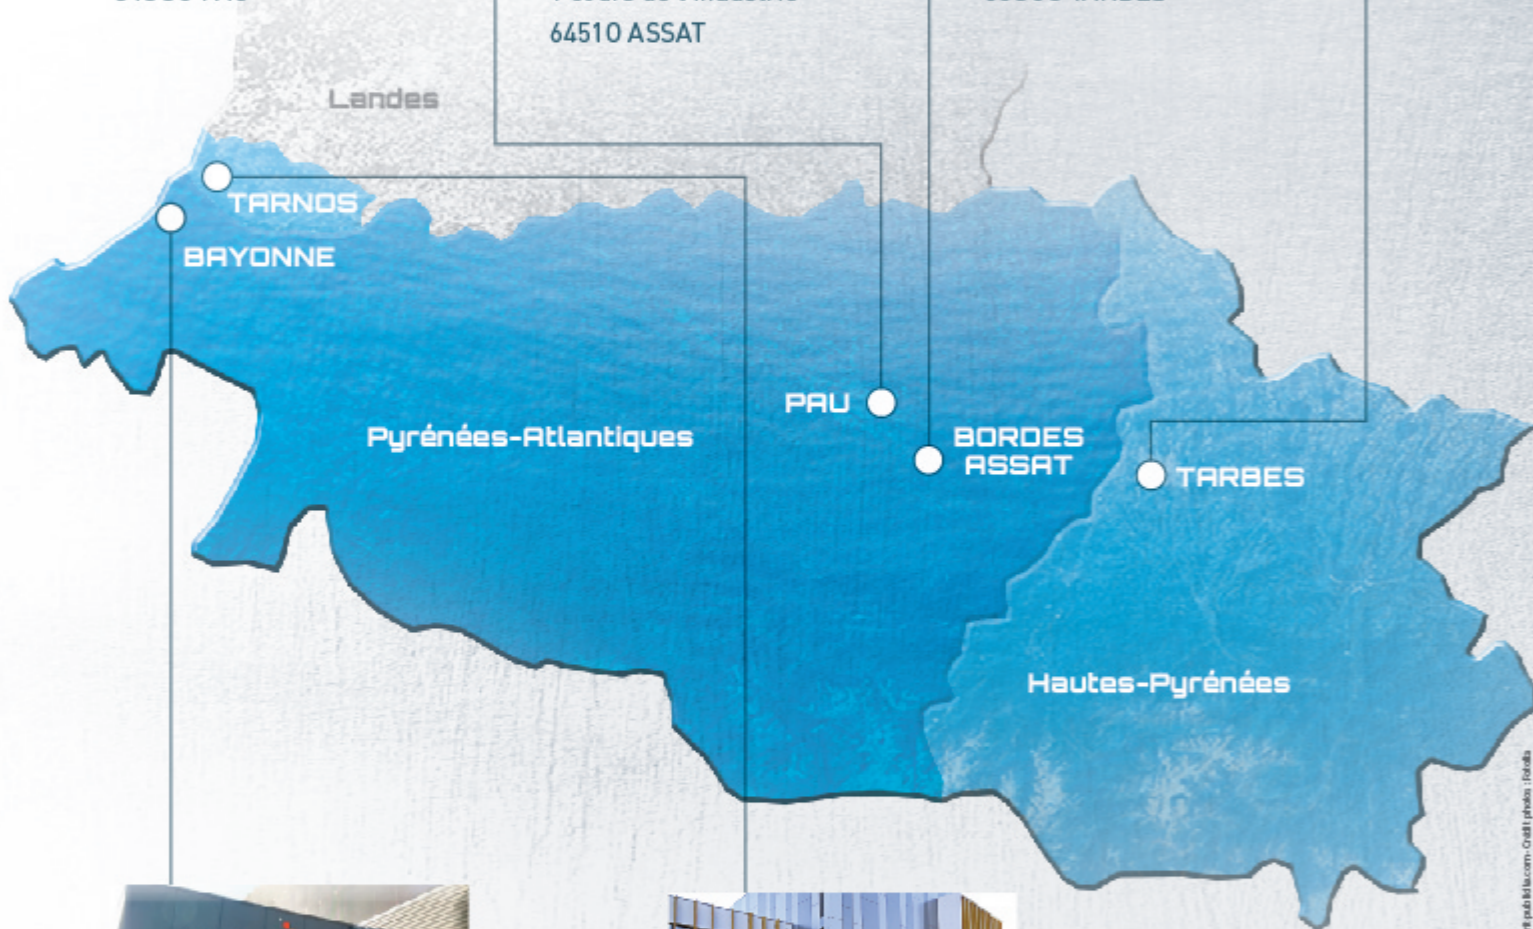 64510 ASSAT
Landes
TARNOS
BAYONNE
PAU
Pyrénées-Atlantiques
BORDES
ASSAT
TARBES
Hautes-Pyrénées